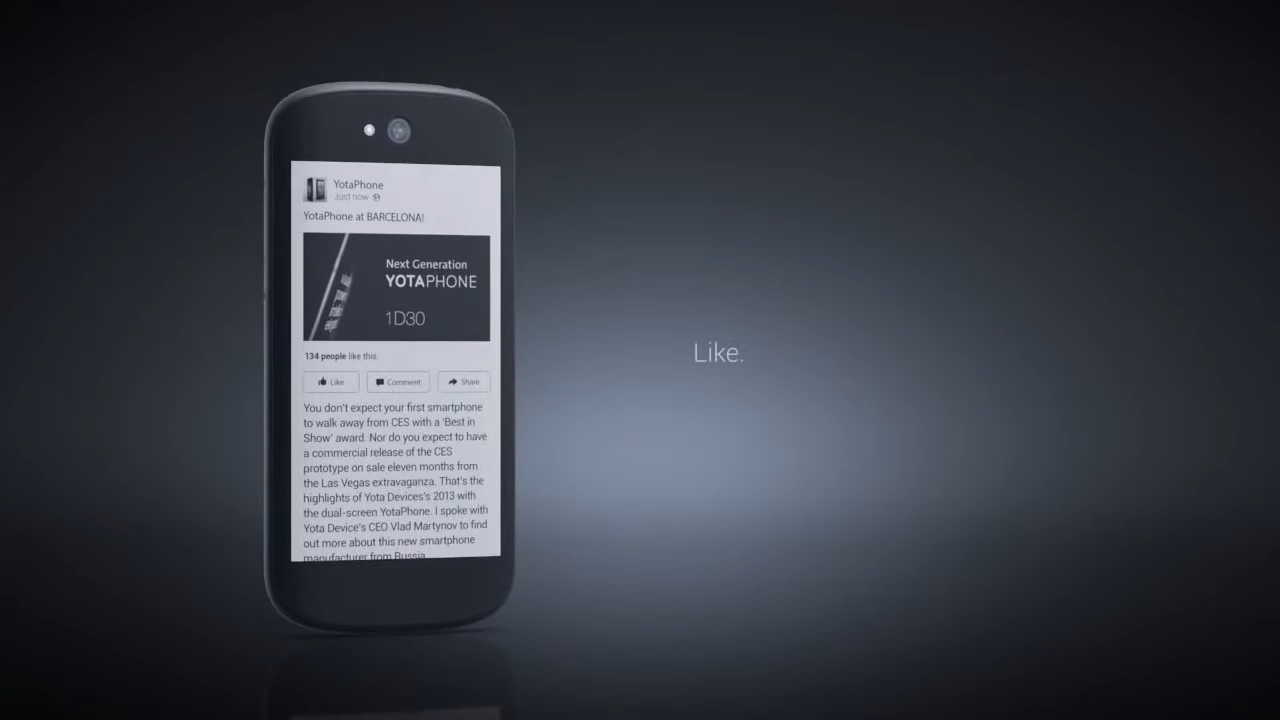 YotaPhone
Just now
YotaPhone at BARCELONA!
Next Generation
YOTAPHONE
1D30
134 people like this.
Like
Comment
Share
You don't expect your first smartphone
to walk away from CES with a 'Best in
Show' award. Nor do you expect to have
a commercial release of the CES
prototype on sale eleven months from
the Las Vegas extravaganza. That's the
highlights of Yota Devices's 2013 with
the dual-screen YotaPhone. I spoke with
Yota Device's CEO Vlad Martynov to find
out more about this new smartphone
manufacturer from Russia
Like.